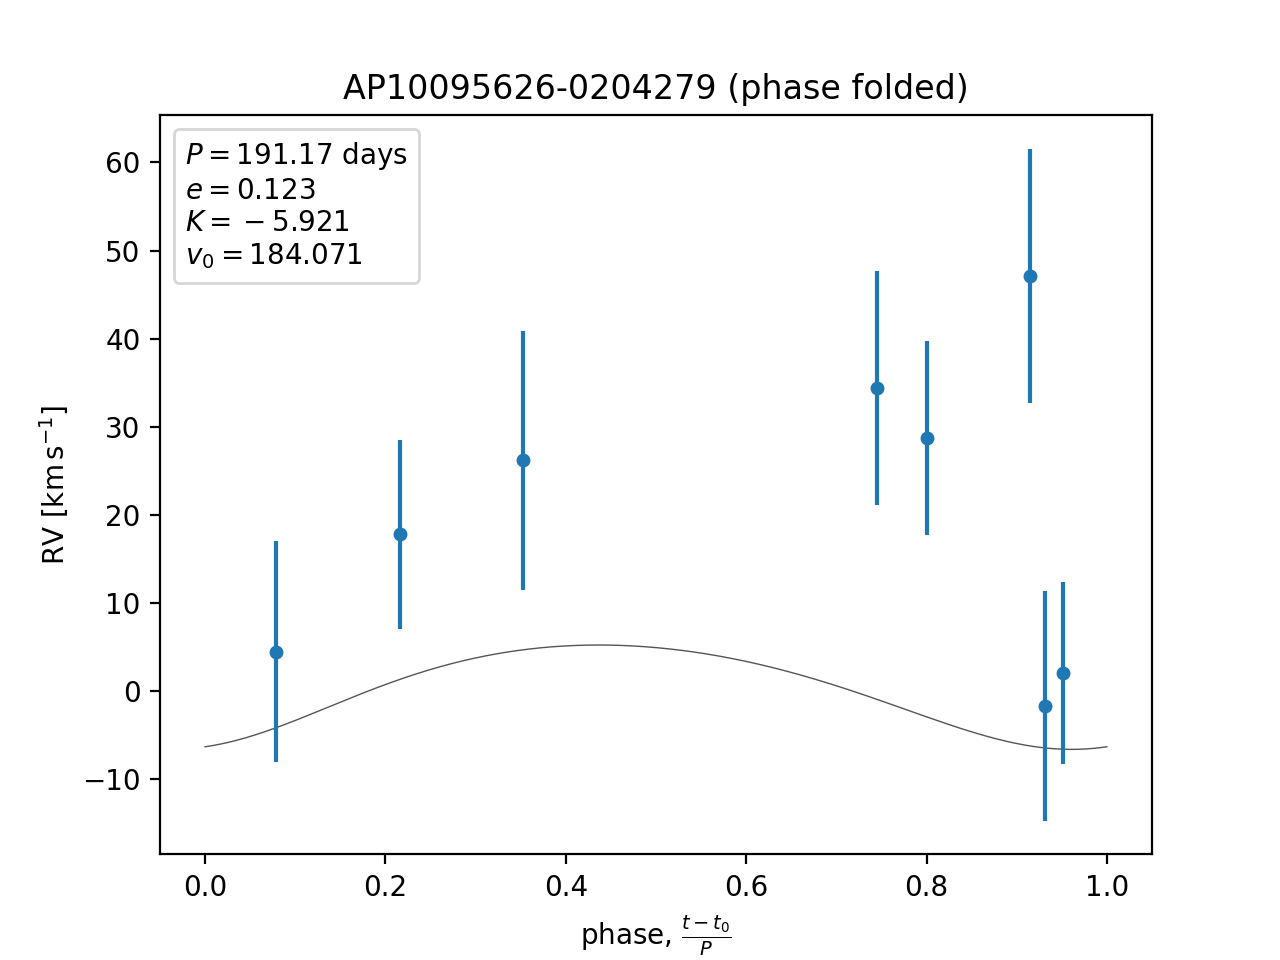 AP10095626-0204279 (phase folded)
P = 191.17 days
e = 0.123
K = −5.921
v₀ = 184.071
60
50
40
30
20
10
0
−10
RV [km s⁻¹]
0.0 0.2 0.4 0.6 0.8 1.0
phase, (t − t₀)/P